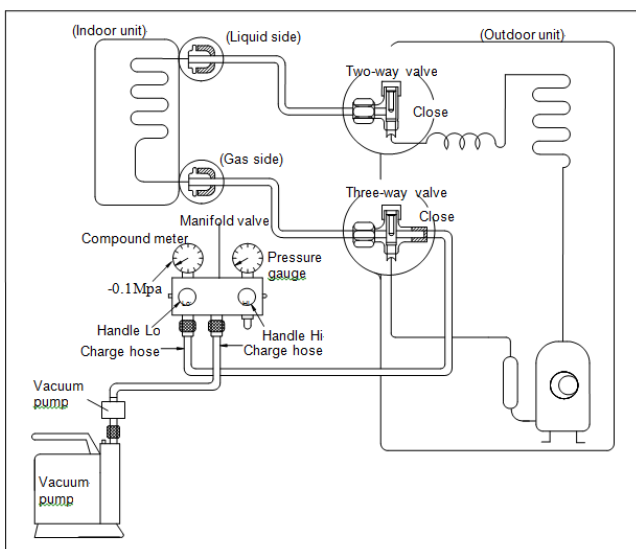 (Indoor unit)
(Liquid side)
(Outdoor unit)
Two-way valve
Close
(Gas side)
Three-way valve
Close
Manifold valve
Compound meter
Pressure
gauge
-0.1Mpa
Handle Lo
Handle Hi
Charge hose
Charge hose
Vacuum
pump
Vacuum
pump